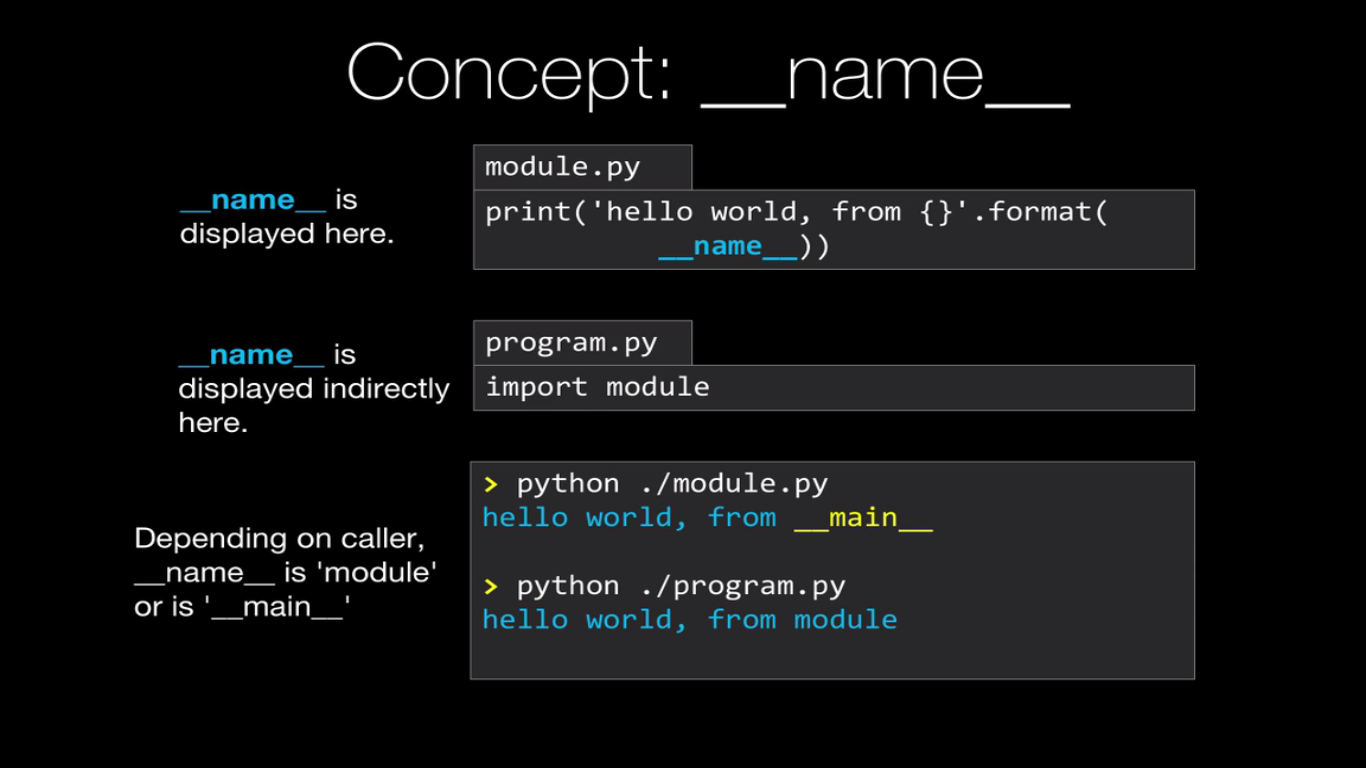 Concept: __name__
__name__ is
displayed here.
module.py
print('hello world, from {}'.format(
__name__))
__name__ is
displayed indirectly
here.
program.py
import module
Depending on caller,
__name__ is 'module'
or is '__main__'
> python ./module.py
hello world, from __main__
> python ./program.py
hello world, from module